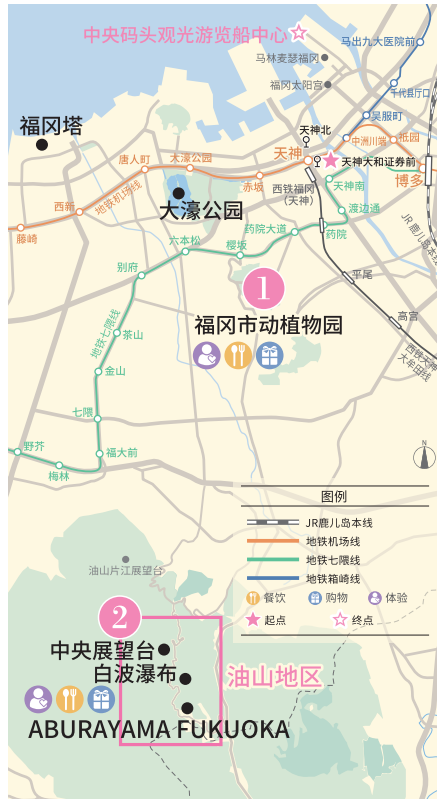 中央码头观光游览船中心
马出九大医院前
马林麦瑟福冈
福冈太阳宫
千代县厅口
吴服町
福冈塔
天神北
中洲川端
祇园
天神
天神大和证券前
唐人町
大濠公园
博多
赤坂
西铁福冈
(天神)
天神南
西新
地铁机场线
大濠公园
渡边通
藤崎
药院大道
药院
JR鹿儿岛本线
六本松
樱坂
别府
平尾
1
福冈市动植物园
高宫
地铁七隈线
茶山
西铁天神
大牟田线
金山
七隈
野芥
福大前
梅林
N
图例
JR鹿儿岛本线
地铁机场线
地铁七隈线
地铁箱崎线
餐饮
购物
体验
起点
终点
油山片江展望台
2
中央展望台
白波瀑布
油山地区
ABURAYAMA FUKUOKA